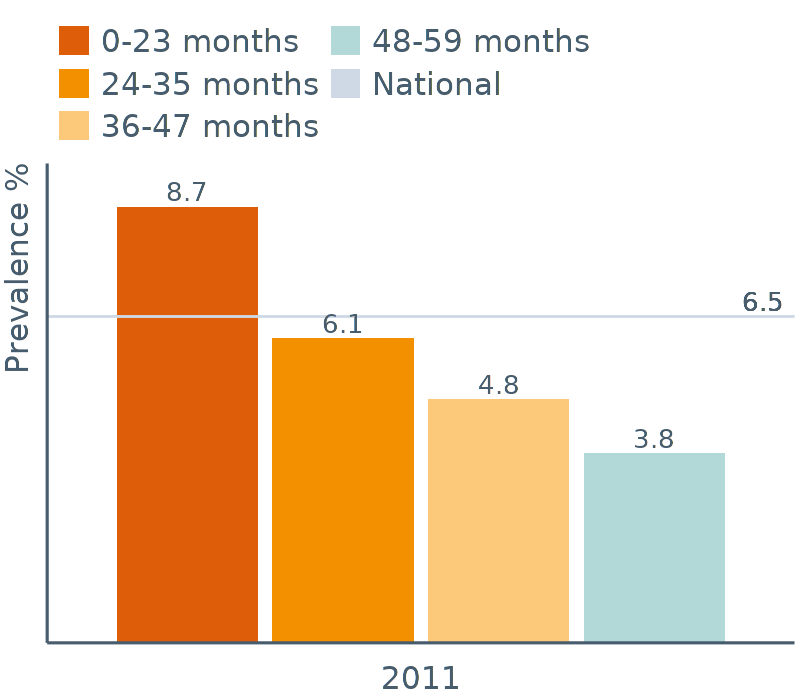 0-23 months
24-35 months
36-47 months
48-59 months
National
Prevalence %
8.7
6.1
4.8
3.8
6.5
2011